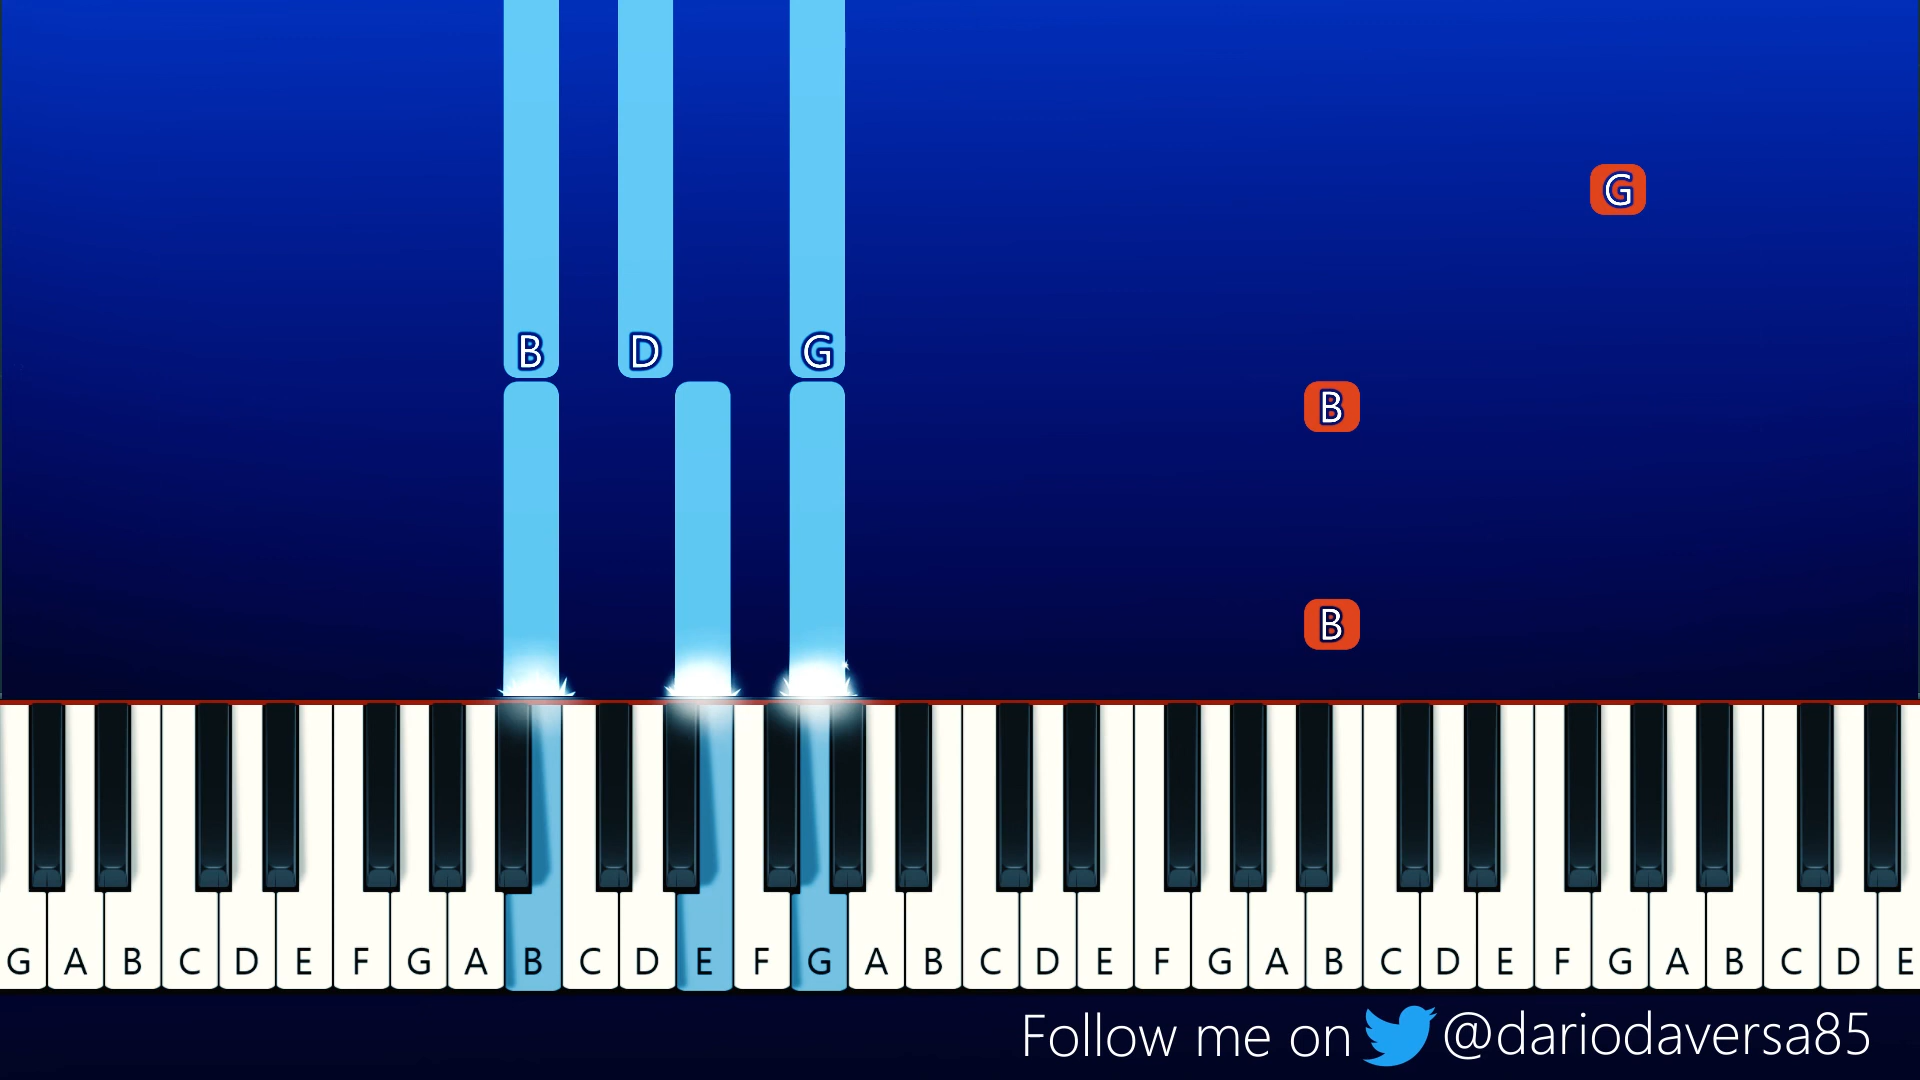 G
B D G B
B
G A B C D E F G A B C D E F G A B C D E F G A B C D E F G A B C D E
Follow me on @dariodaversa85